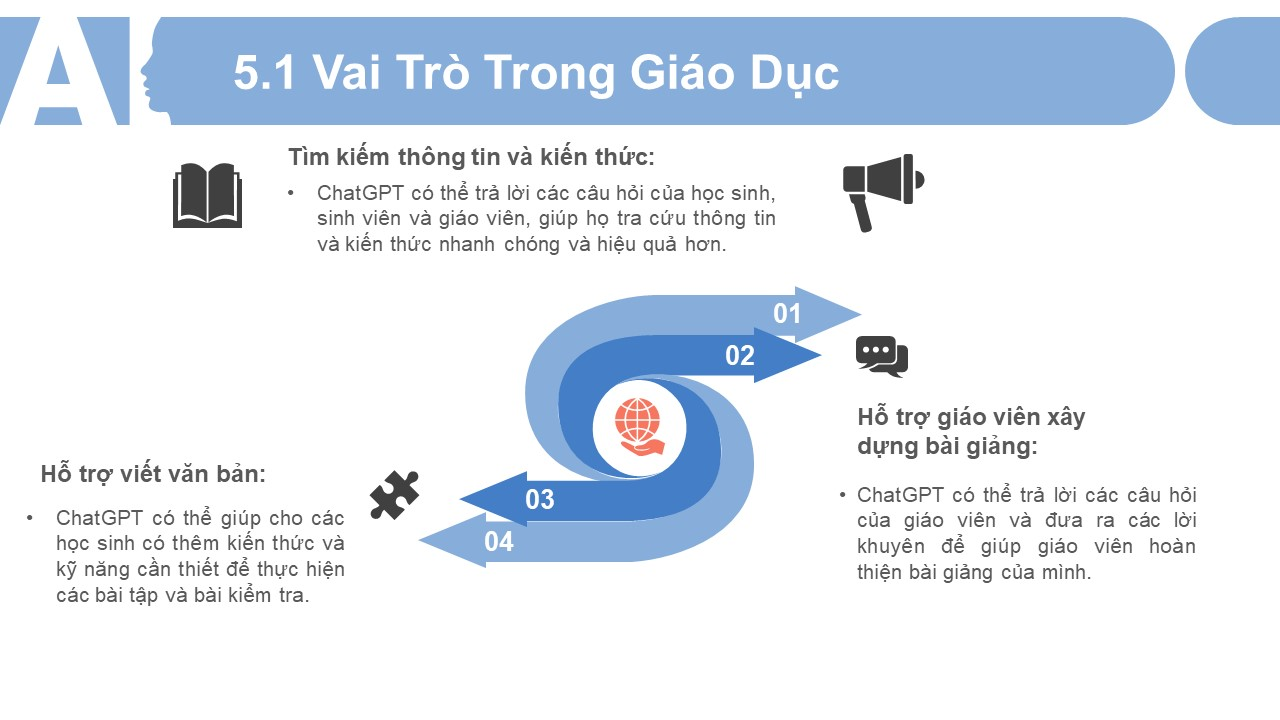 AI
5.1 Vai Trò Trong Giáo Dục
Tìm kiếm thông tin và kiến thức:
• ChatGPT có thể trả lời các câu hỏi của học sinh,
sinh viên và giáo viên, giúp họ tra cứu thông tin
và kiến thức nhanh chóng và hiệu quả hơn.
01
02
03
04
Hỗ trợ giáo viên xây
dựng bài giảng:
• ChatGPT có thể trả lời các câu hỏi
của giáo viên và đưa ra các lời
khuyên để giúp giáo viên hoàn
thiện bài giảng của mình.
Hỗ trợ viết văn bản:
• ChatGPT có thể giúp cho các
học sinh có thêm kiến thức và
kỹ năng cần thiết để thực hiện
các bài tập và bài kiểm tra.